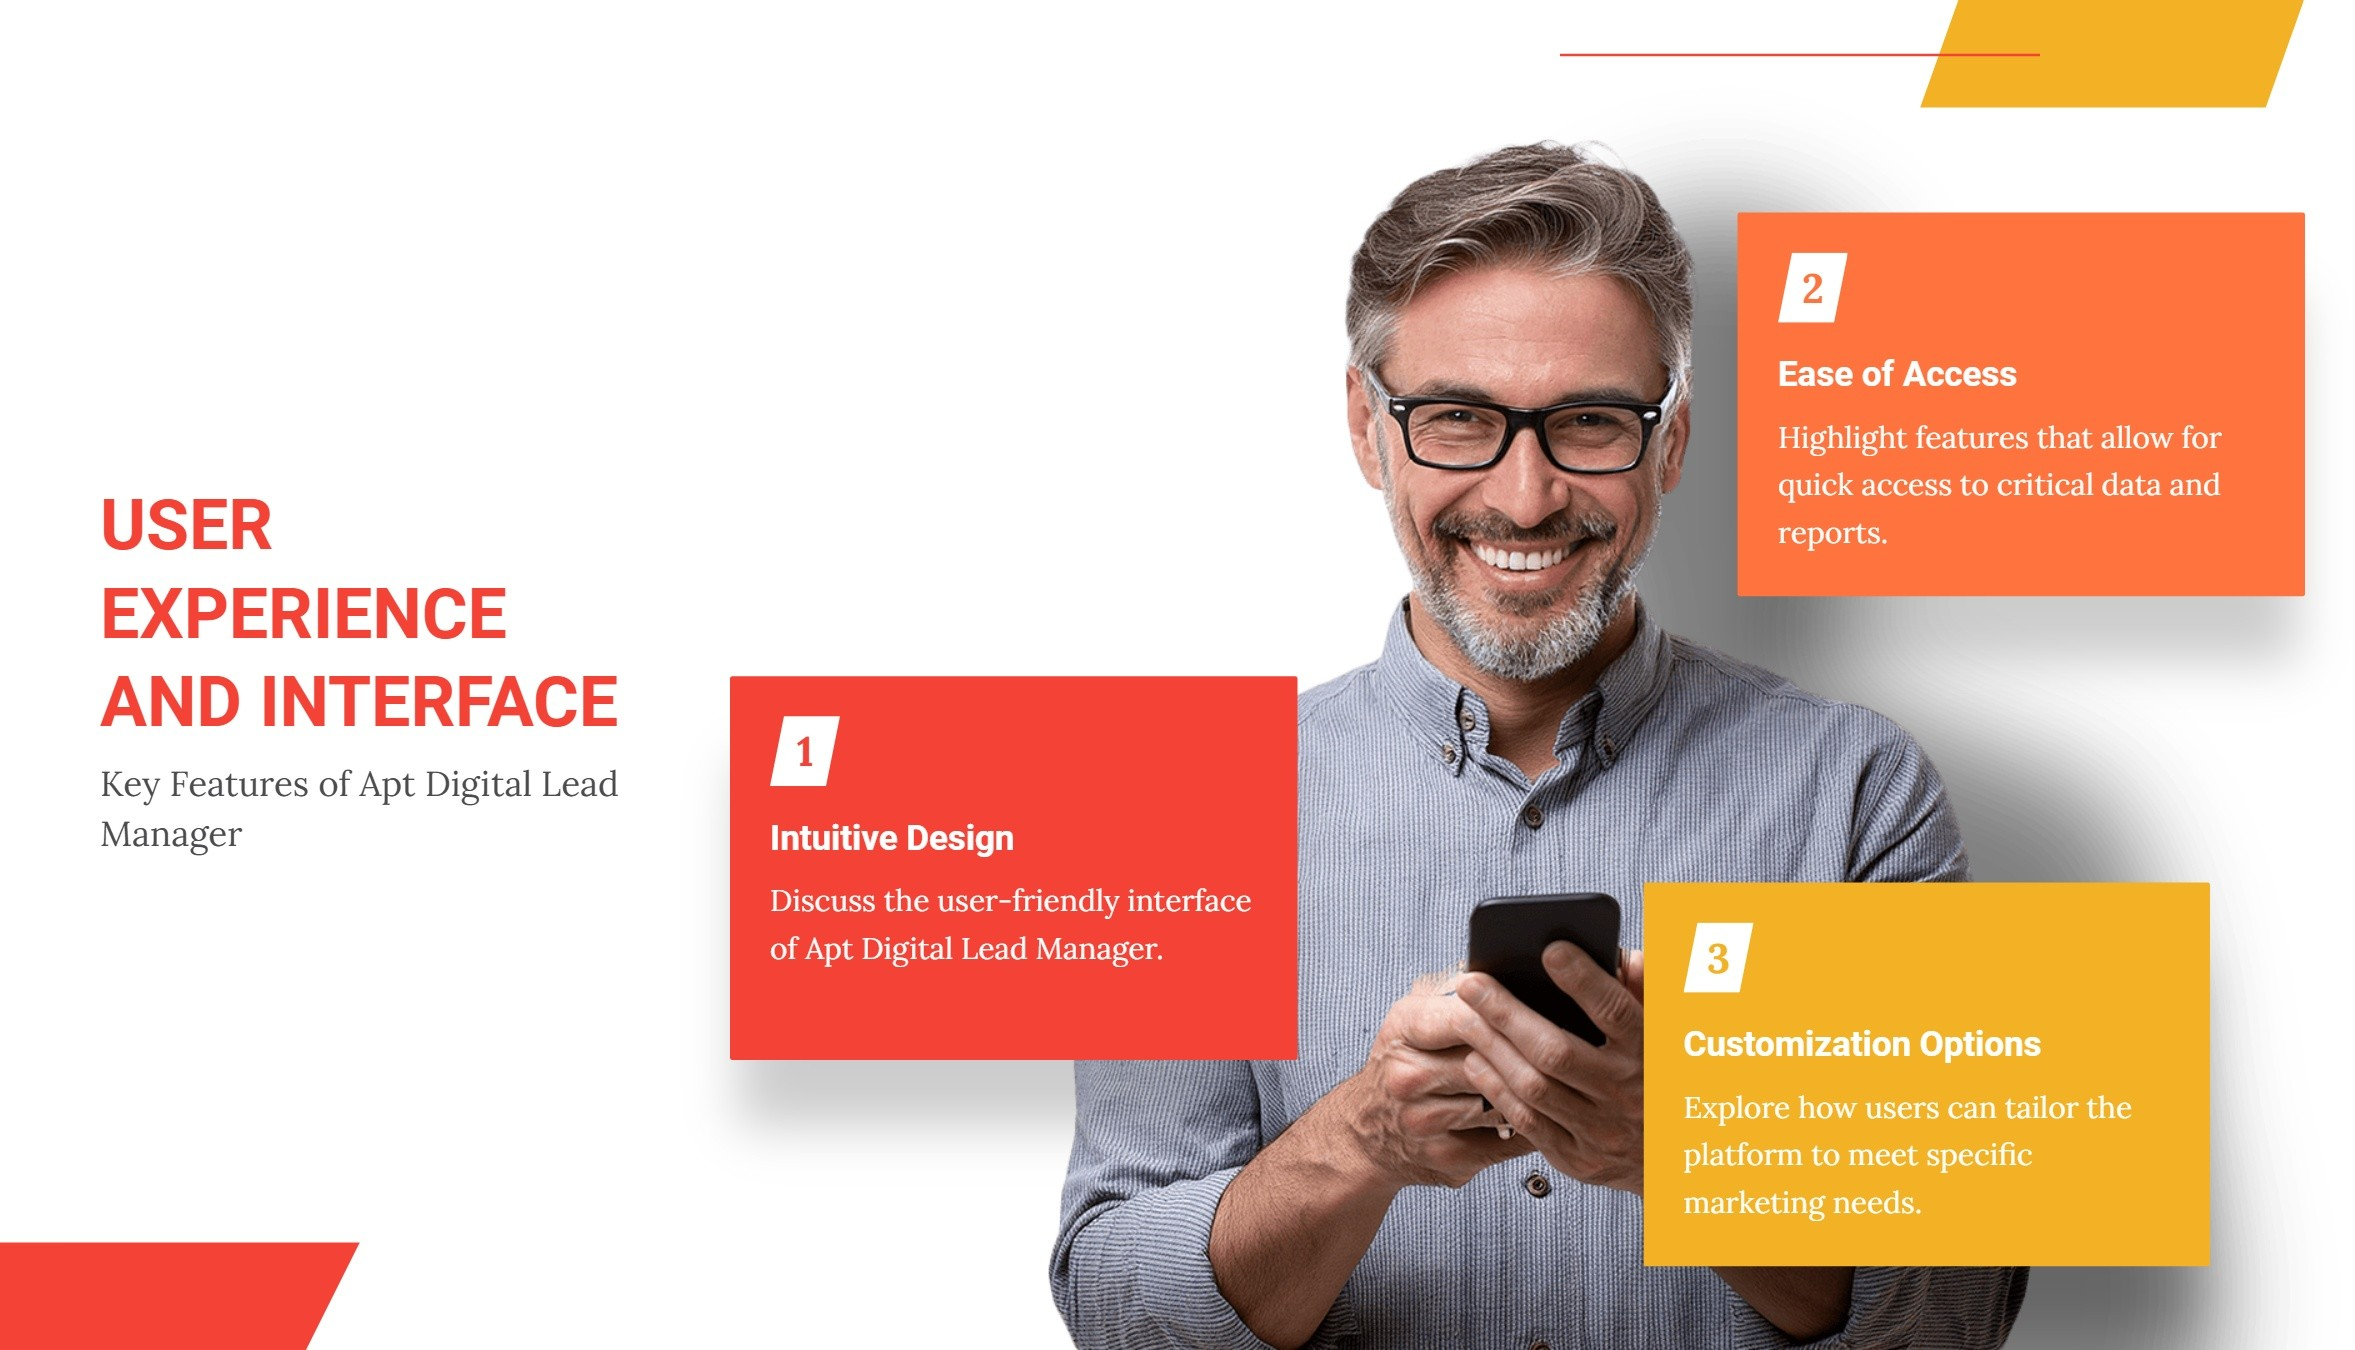 USER
EXPERIENCE
AND INTERFACE
Key Features of Apt Digital Lead
Manager
1
Intuitive Design
Discuss the user-friendly interface
of Apt Digital Lead Manager.
2
Ease of Access
Highlight features that allow for
quick access to critical data and
reports.
3
Customization Options
Explore how users can tailor the
platform to meet specific
marketing needs.